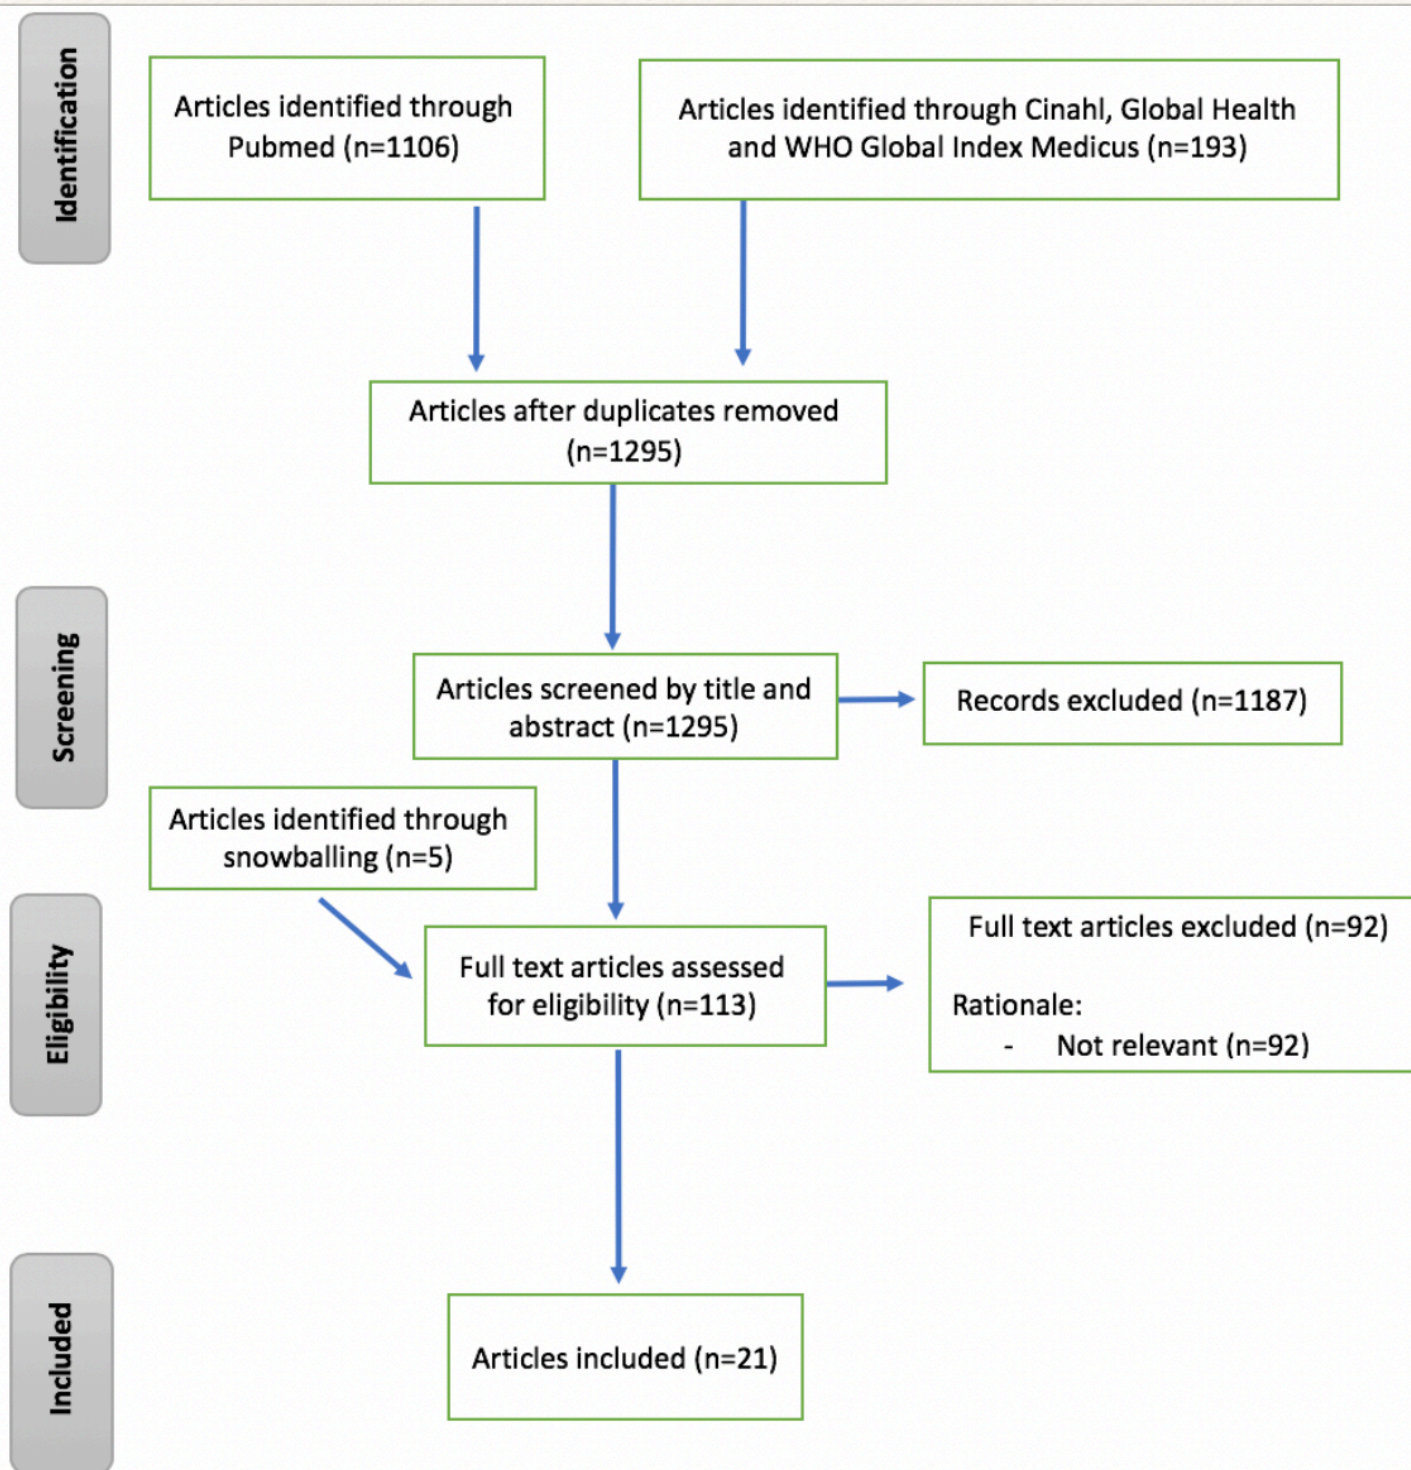 Identification
Articles identified through
Pubmed (n=1106)
Articles identified through Cinahl, Global Health
and WHO Global Index Medicus (n=193)
Articles after duplicates removed
(n=1295)
Screening
Articles screened by title and
abstract (n=1295)
Records excluded (n=1187)
Articles identified through
snowballing (n=5)
Eligibility
Full text articles assessed
for eligibility (n=113)
Full text articles excluded (n=92)
Rationale:
- Not relevant (n=92)
Included
Articles included (n=21)